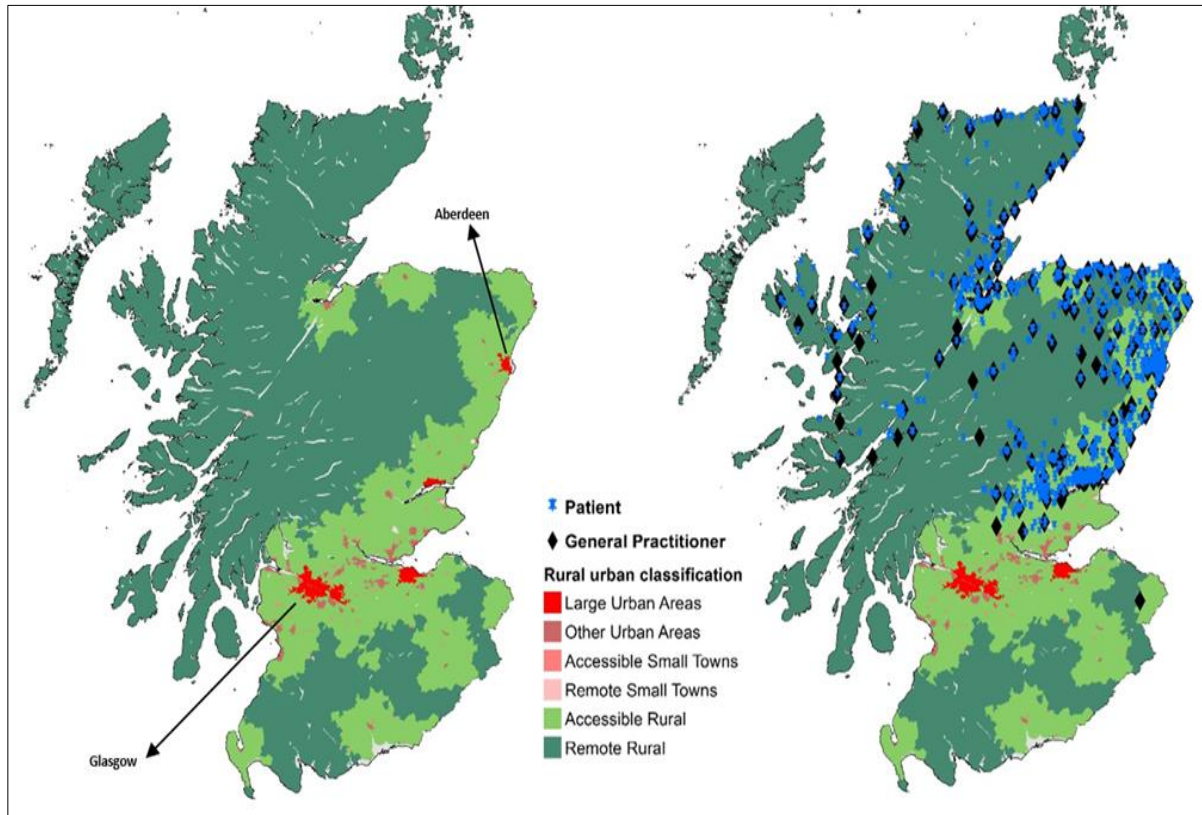 Aberdeen
Patient
General Practitioner
Rural urban classification
Large Urban Areas
Other Urban Areas
Accessible Small Towns
Remote Small Towns
Accessible Rural
Remote Rural
Glasgow